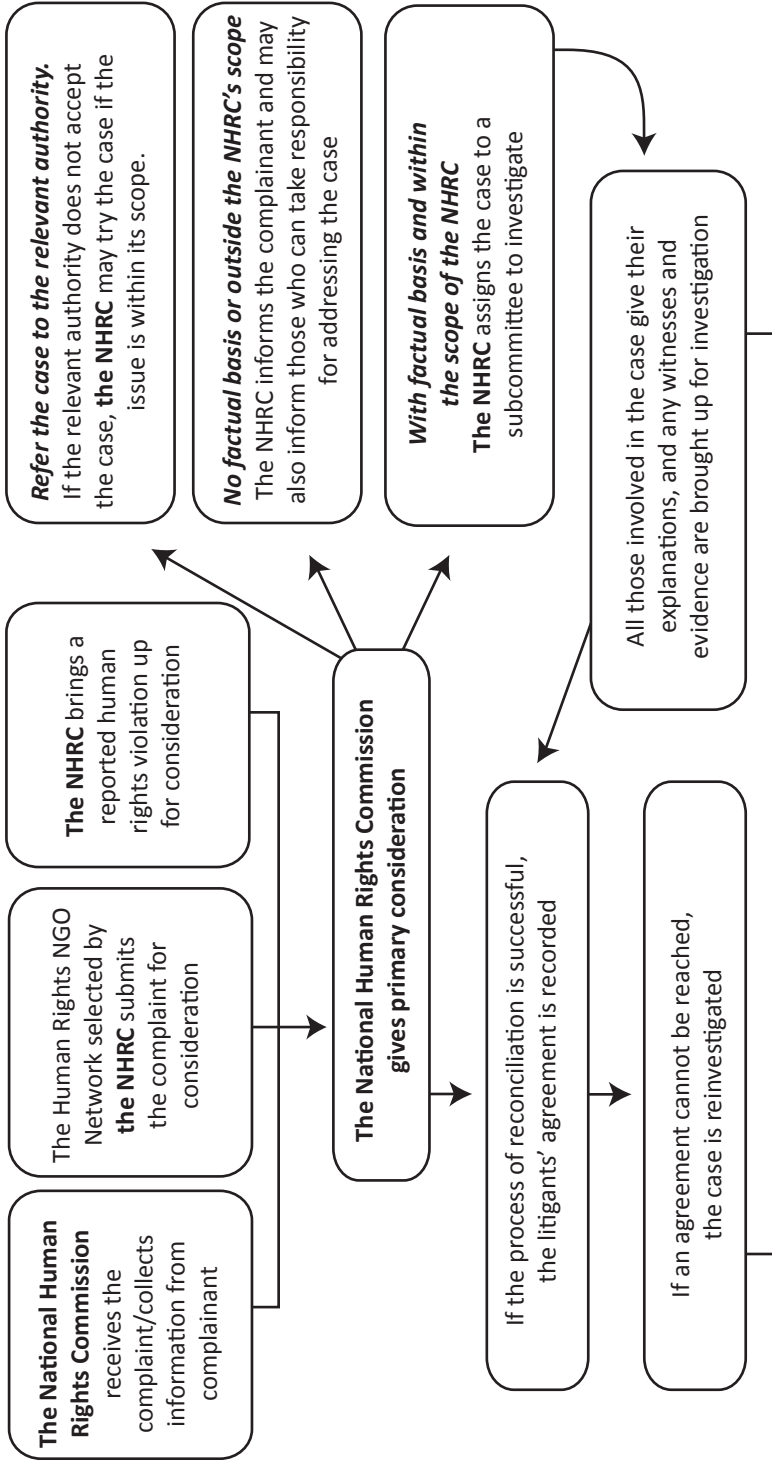 The National Human
Rights Commission
receives the
complaint/collects
information from
complainant
The Human Rights NGO
Network selected by
the NHRC submits
the complaint for
consideration
The NHRC brings a
reported human
rights violation up
for consideration
The National Human Rights Commission
gives primary consideration
Refer the case to the relevant authority.
If the relevant authority does not accept
the case, the NHRC may try the case if the
issue is within its scope.
No factual basis or outside the NHRC's scope
The NHRC informs the complainant and may
also inform those who can take responsibility
for addressing the case
With factual basis and within
the scope of the NHRC
The NHRC assigns the case to a
subcommittee to investigate
All those involved in the case give their
explanations, and any witnesses and
evidence are brought up for investigation
If the process of reconciliation is successful,
the litigants' agreement is recorded
If an agreement cannot be reached,
the case is reinvestigated